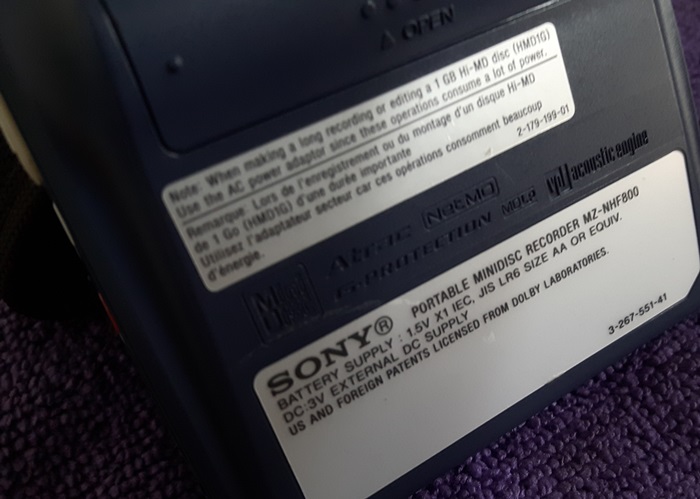 △ OPEN
Note: When making a long recording or editing a 1 GB Hi-MD disc (HMD1G)
Use the AC power adaptor since these operations consume a lot of power.
Remarque: Lors de l'enregistrement ou du montage d'un disque Hi-MD
de 1 Go (HMD1G) d'une durée importante
Utilisez l'adaptateur secteur car ces opérations consomment beaucoup
d'énergie.
2-179-199-01
Atrac NetMD MDLP acoustic engine
G-PROTECTION
SONY® PORTABLE MINIDISC RECORDER MZ-NHF800
BATTERY SUPPLY : 1.5V X1 IEC, JIS LR6 SIZE AA OR EQUIV.
DC:3V EXTERNAL DC SUPPLY
US AND FOREIGN PATENTS LICENSED FROM DOLBY LABORATORIES.
3-267-551-41